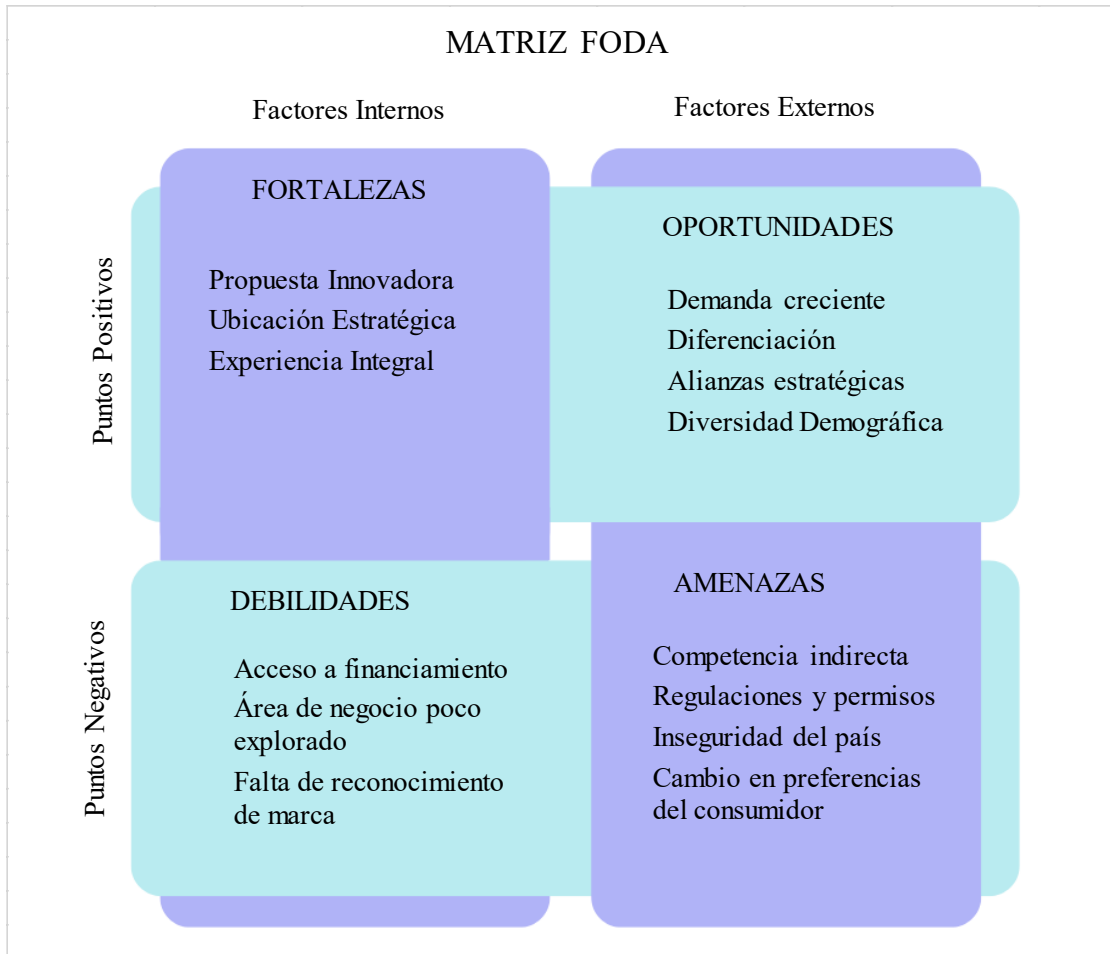 MATRIZ FODA
Factores Internos
Factores Externos
Puntos Positivos
FORTALEZAS
Propuesta Innovadora
Ubicación Estratégica
Experiencia Integral
OPORTUNIDADES
Demanda creciente
Diferenciación
Alianzas estratégicas
Diversidad Demográfica
Puntos Negativos
DEBILIDADES
Acceso a financiamiento
Área de negocio poco
explorado
Falta de reconocimiento
de marca
AMENAZAS
Competencia indirecta
Regulaciones y permisos
Inseguridad del país
Cambio en preferencias
del consumidor